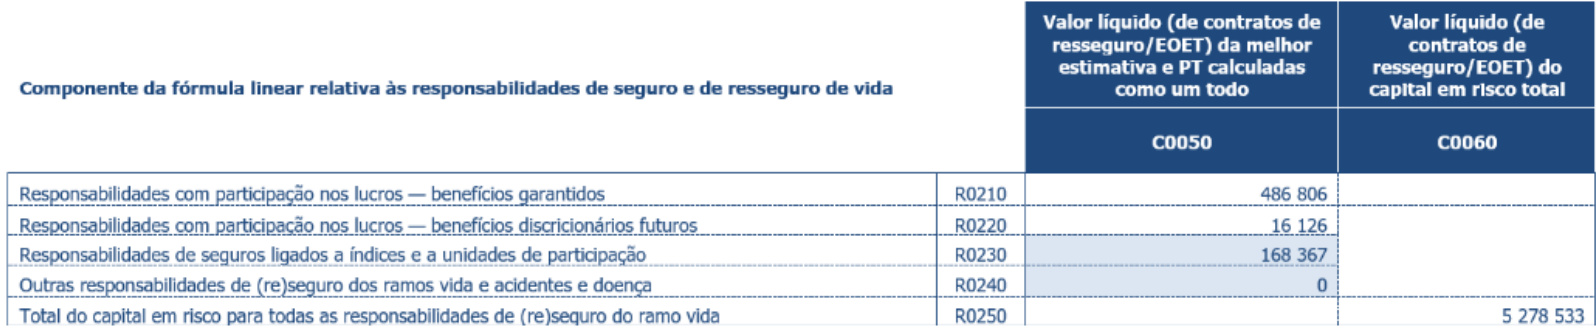 Componente da fórmula linear relativa às responsabilidades de seguro e de resseguro de vida
Valor líquido (de contratos de
resseguro/EOET) da melhor
estimativa e PT calculadas
como um todo
Valor líquido (de
contratos de
resseguro/EOET) do
capital em risco total
C0050 C0060
Responsabilidades com participação nos lucros — benefícios garantidos R0210 486 806
Responsabilidades com participação nos lucros — benefícios discricionários futuros R0220 16 126
Responsabilidades de seguros ligados a índices e a unidades de participação R0230 168 367
Outras responsabilidades de (re)seguro dos ramos vida e acidentes e doença R0240 0
Total do capital em risco para todas as responsabilidades de (re)seguro do ramo vida R0250 5 278 533